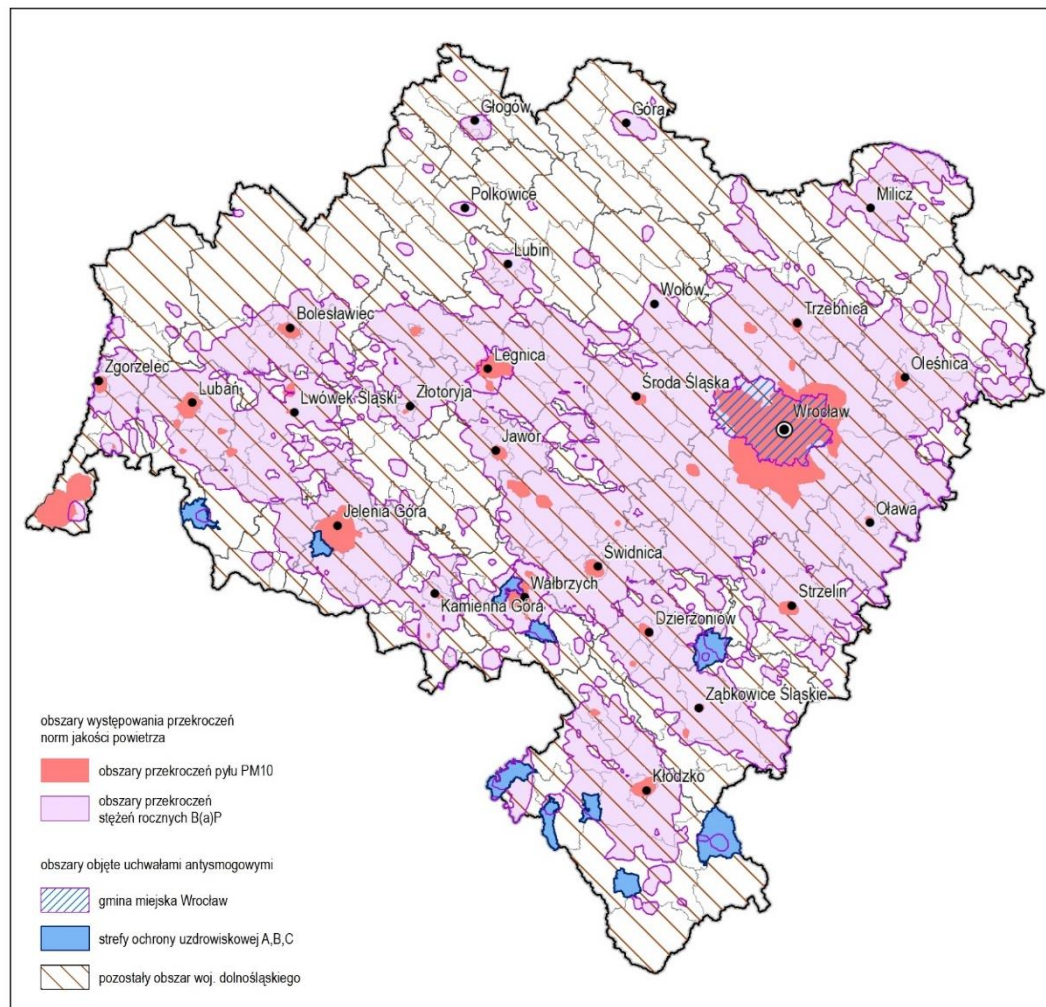 Głogów
Góra
Milicz
Polkowice
Lubin
Wołów
Trzebnica
Bolesławiec
Legnica
Oleśnica
Zgorzelec
Środa Śląska
Lubań
Lwówek Śląski
Złotoryja
Wrocław
Jawor
Jelenia Góra
Oława
Świdnica
Wałbrzych
Strzelin
Kamienna Góra
Dzierżoniów
Ząbkowice Śląskie
Kłodzko
obszary występowania przekroczeń
norm jakości powietrza
obszary przekroczeń pyłu PM10
obszary przekroczeń
stężeń rocznych B(a)P
obszary objęte uchwałami antysmogowymi
gmina miejska Wrocław
strefy ochrony uzdrowiskowej A,B,C
pozostały obszar woj. dolnośląskiego